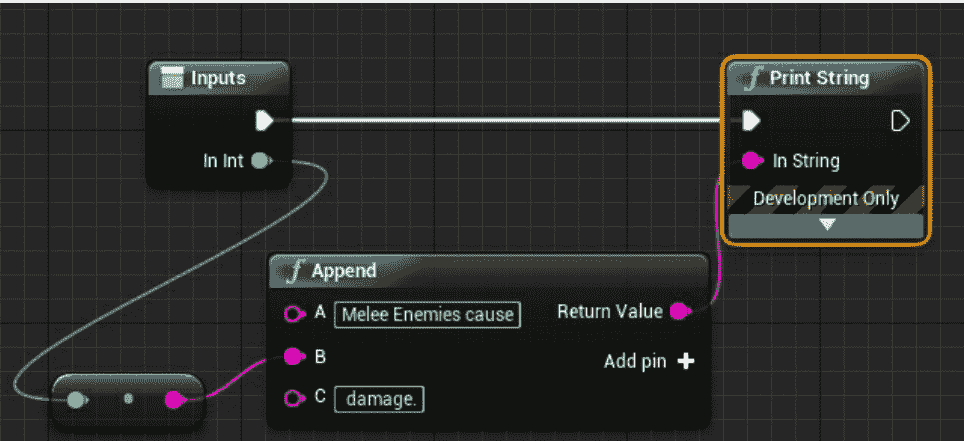 Inputs
In Int
f Print String
In String
Development Only
f Append
A Melee Enemies cause
Return Value
B
Add pin +
C damage.